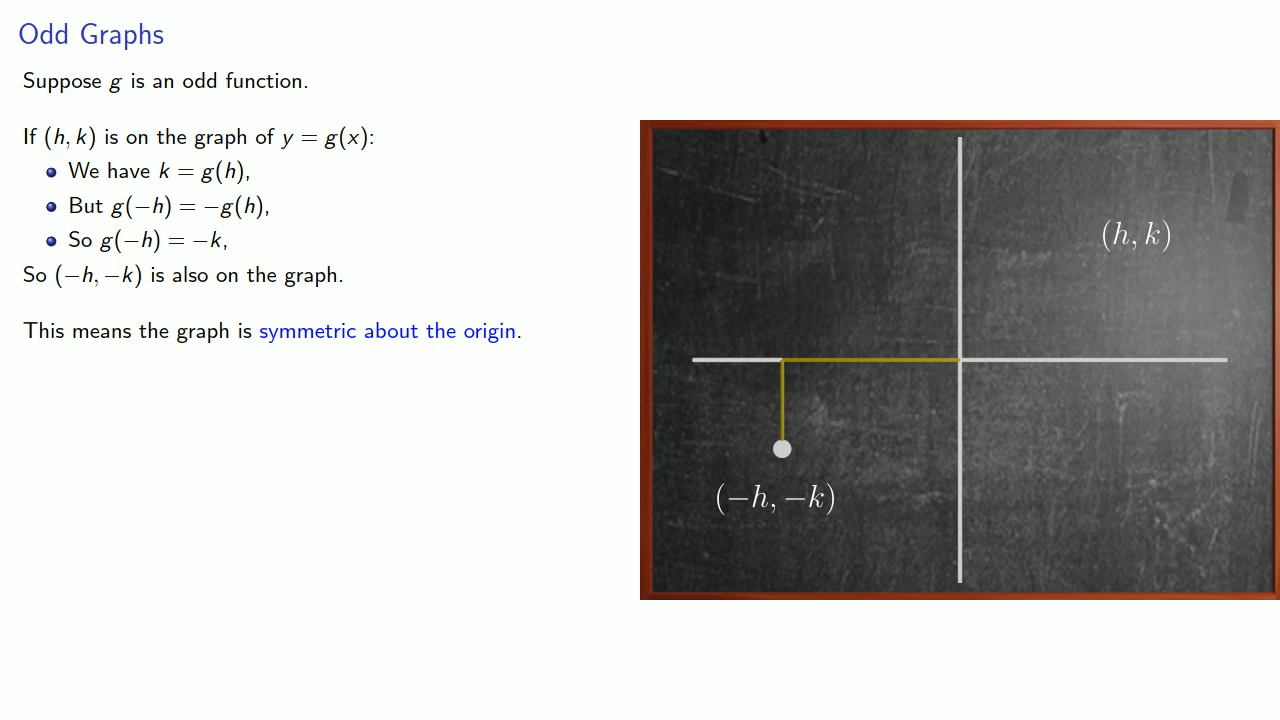 Odd Graphs
Suppose g is an odd function.
If (h, k) is on the graph of y = g(x):
We have k = g(h),
But g(−h) = −g(h),
So g(−h) = −k,
So (−h, −k) is also on the graph.
This means the graph is symmetric about the origin.
(h, k)
(−h, −k)